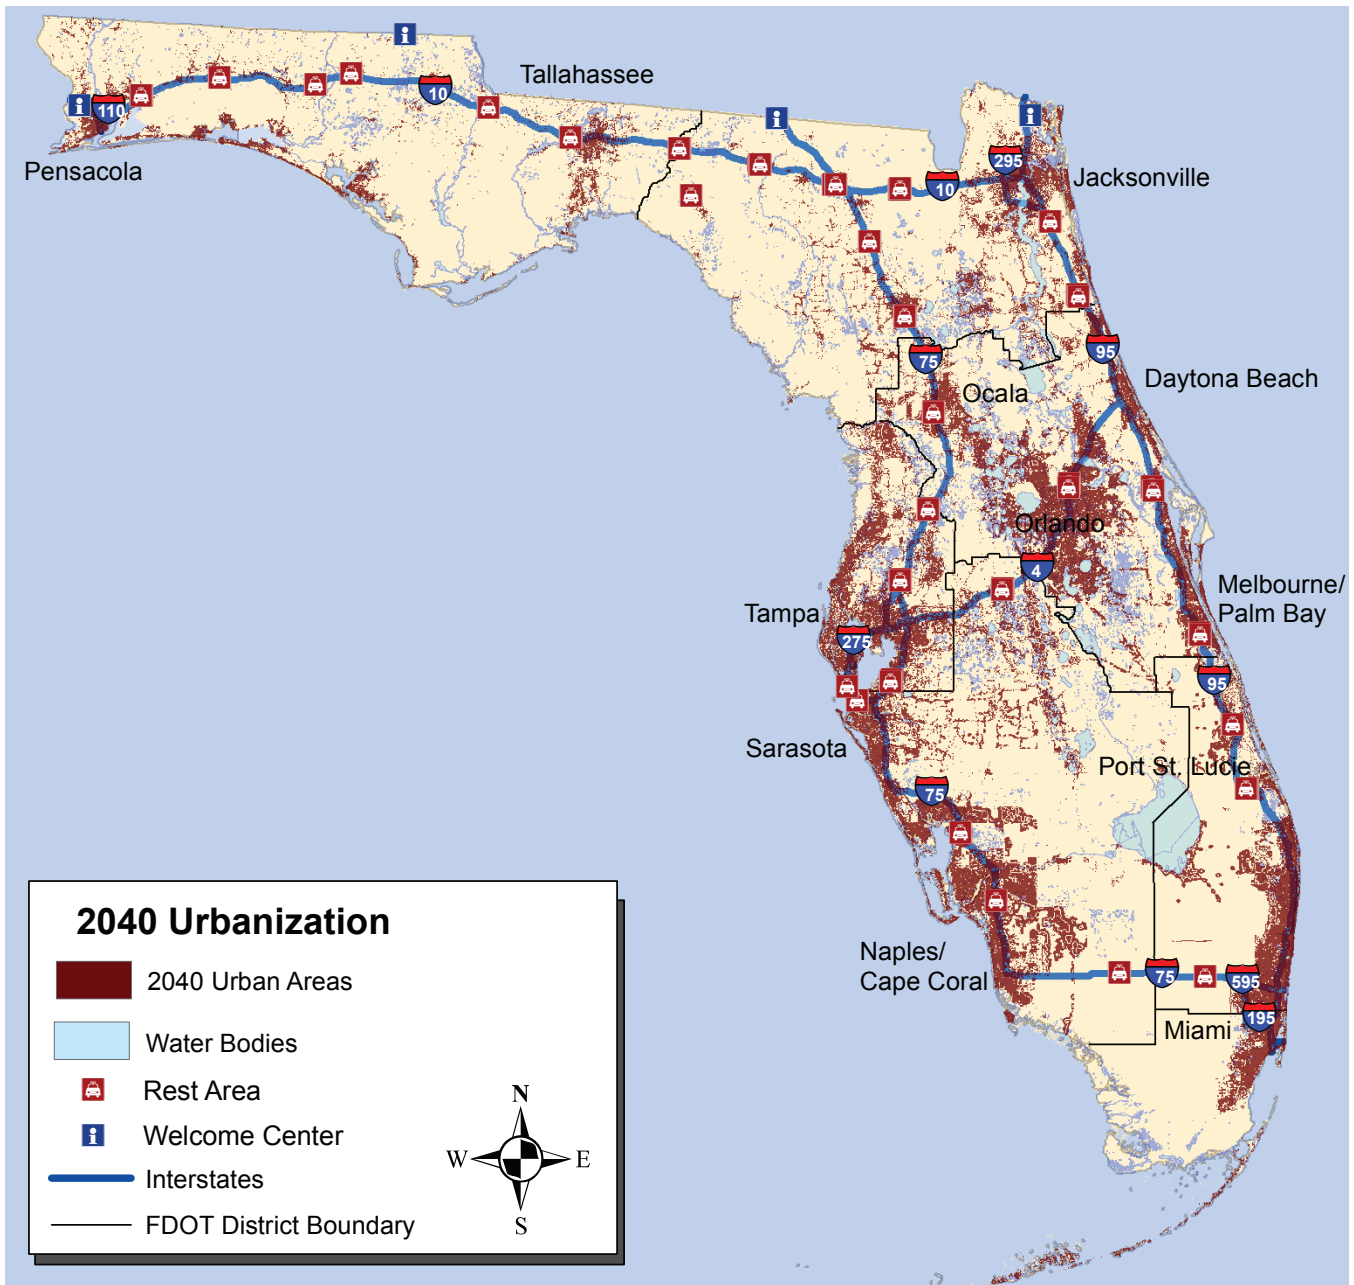 Tallahassee
10
110
Pensacola
295
10
Jacksonville
75
95
Daytona Beach
Ocala
Orlando
4
Melbourne/
Palm Bay
Tampa
275
95
Sarasota
Port St. Lucie
75
Naples/
Cape Coral
75
595
195
Miami
2040 Urbanization
2040 Urban Areas
Water Bodies
Rest Area
i Welcome Center
Interstates
FDOT District Boundary
N
W E
S
i
i
i
i